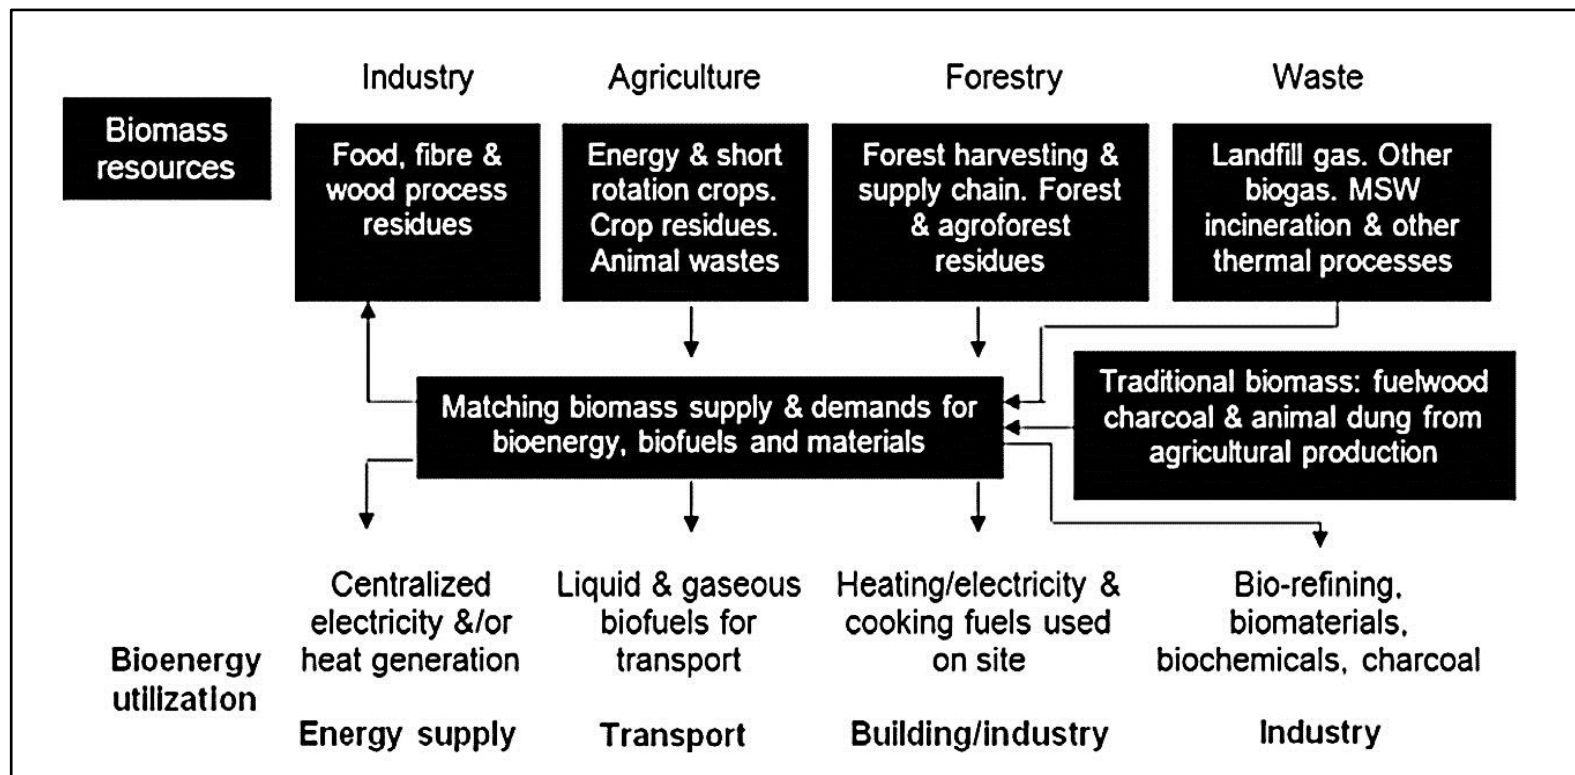 Industry
Agriculture
Forestry
Waste
Biomass
resources
Food, fibre &
wood process
residues
Energy & short
rotation crops.
Crop residues.
Animal wastes
Forest harvesting &
supply chain. Forest
& agroforest
residues
Landfill gas. Other
biogas. MSW
incineration & other
thermal processes
Matching biomass supply & demands for
bioenergy, biofuels and materials
Traditional biomass: fuelwood
charcoal & animal dung from
agricultural production
Bioenergy
utilization
Centralized
electricity &/or
heat generation
Liquid & gaseous
biofuels for
transport
Heating/electricity &
cooking fuels used
on site
Bio-refining,
biomaterials,
biochemicals, charcoal
Energy supply
Transport
Building/industry
Industry